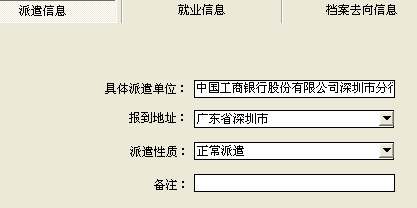 派遣信息 就业信息 档案去向信息
具体派遣单位： 中国工商银行股份有限公司深圳市分行
报到地址： 广东省深圳市
派遣性质： 正常派遣
备注：